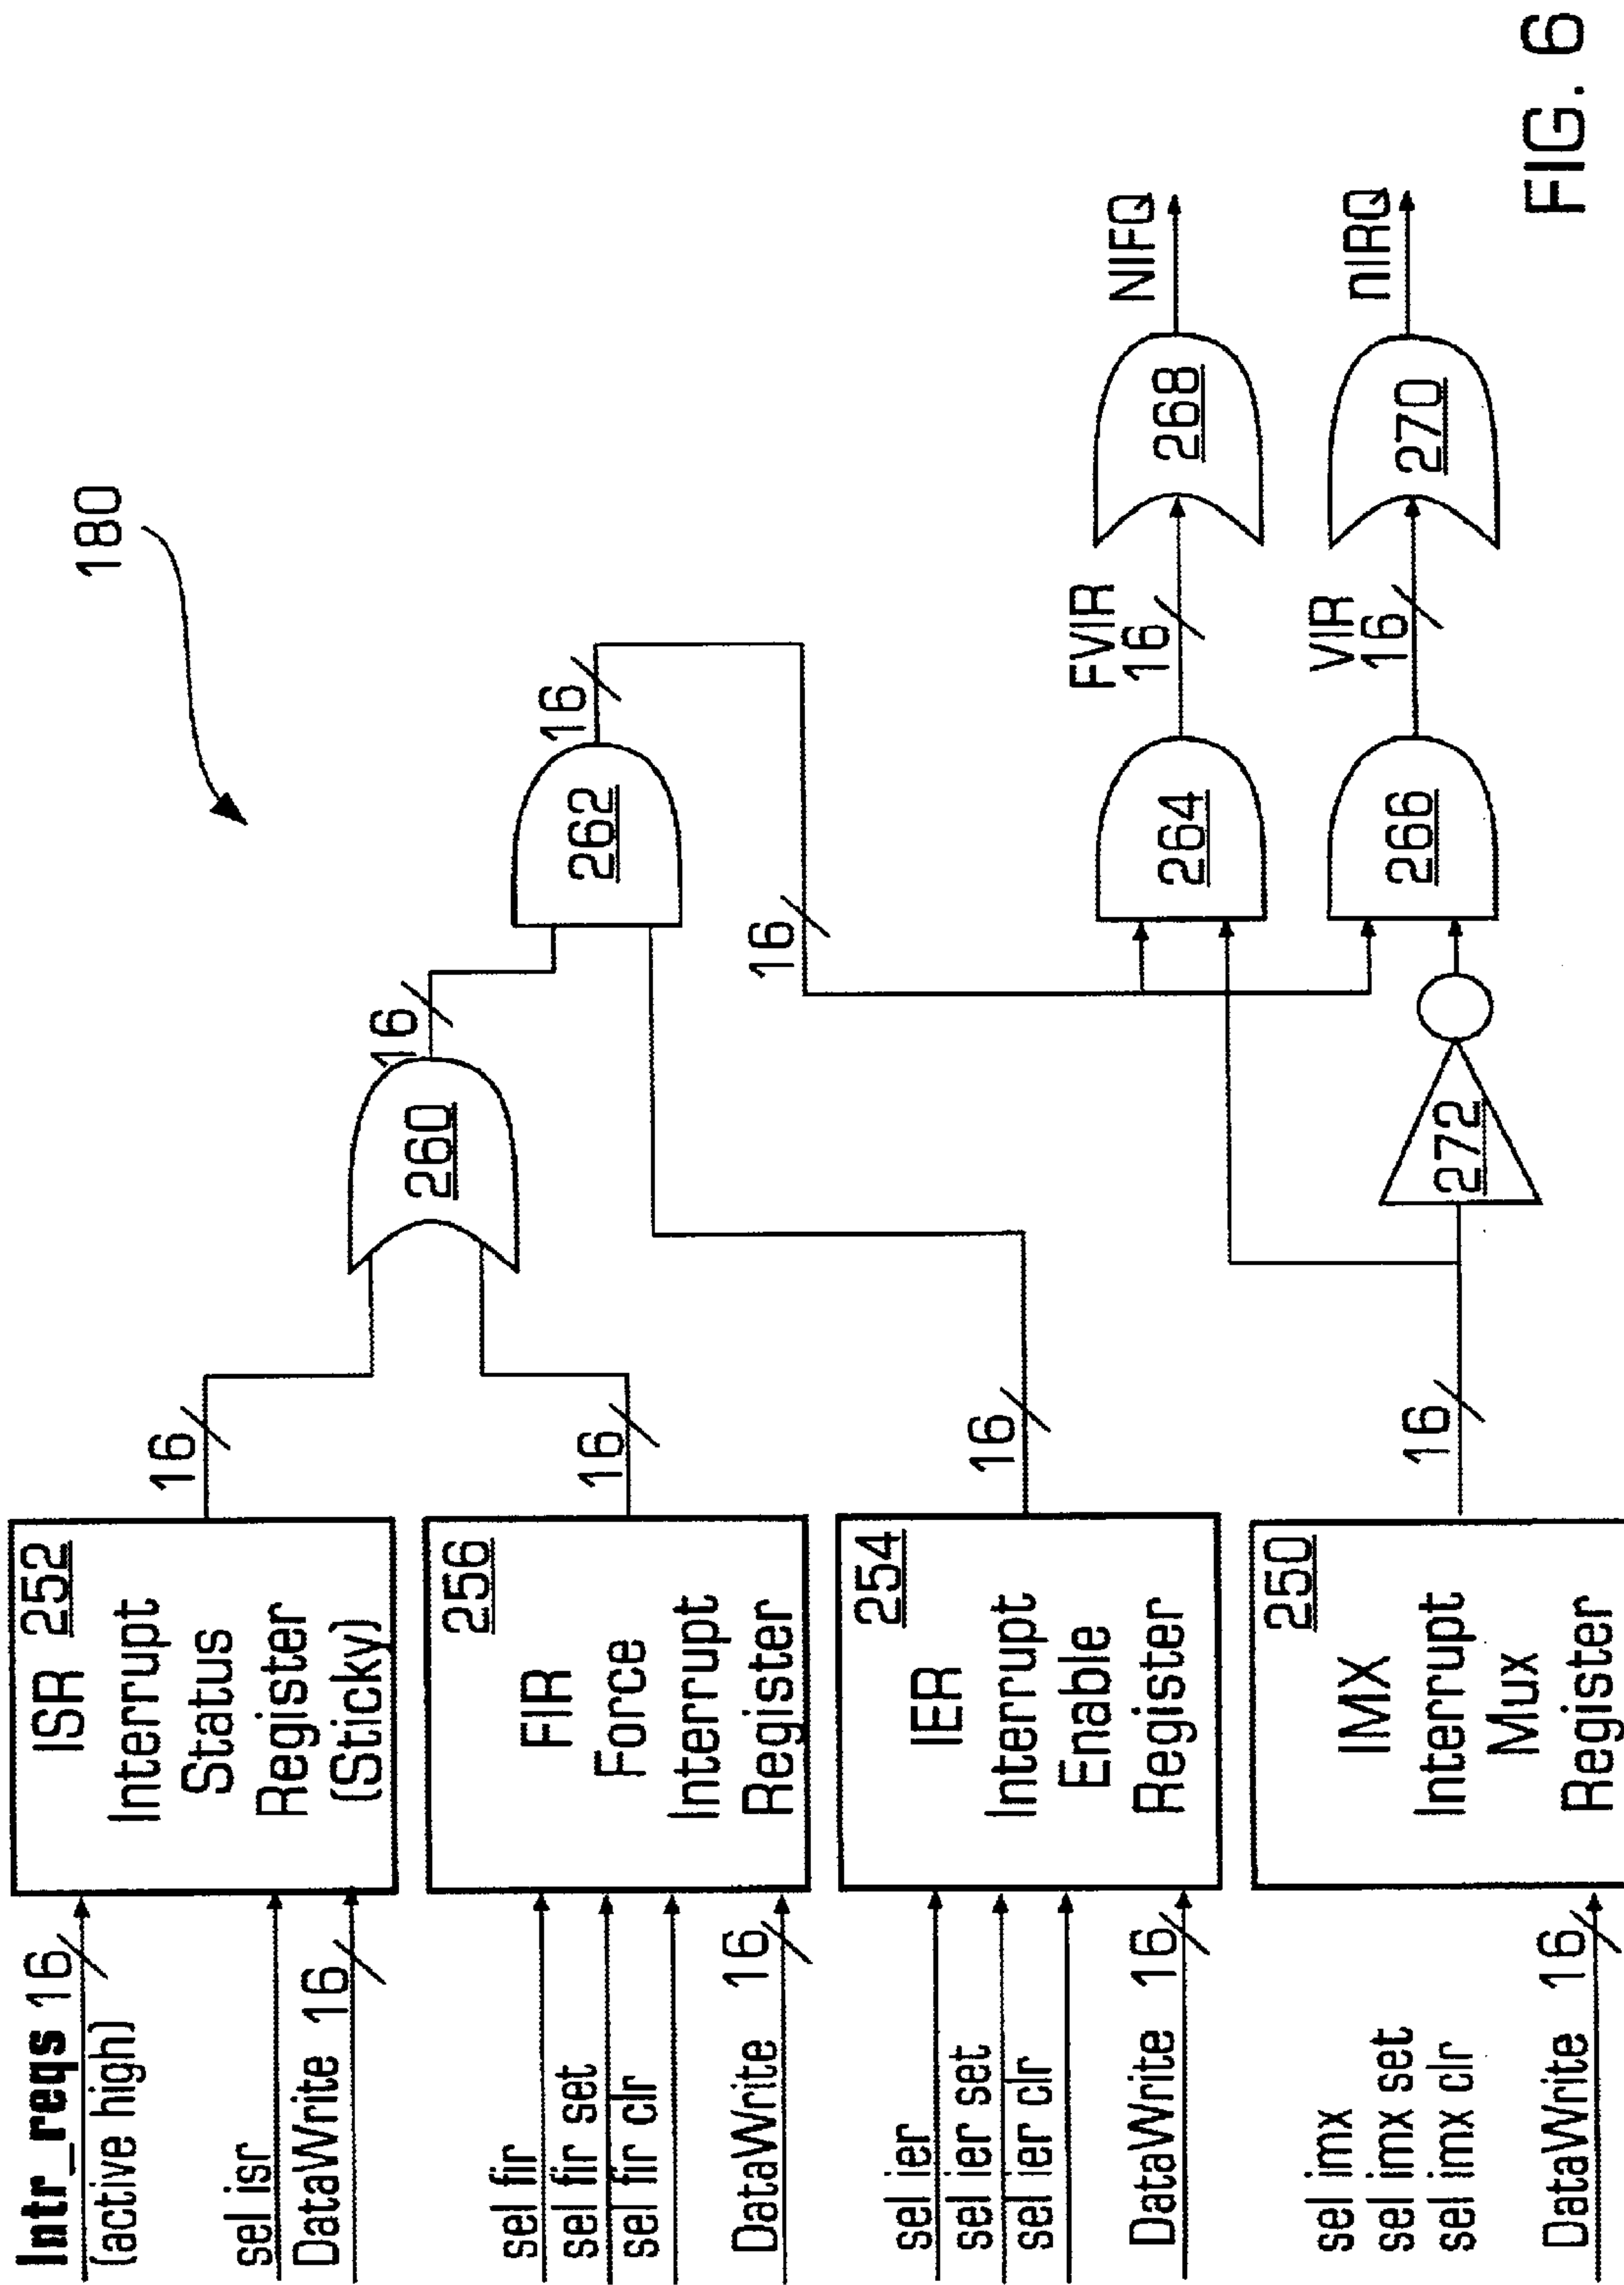 180
Intr_reqs 16
(active high)
sel isr
DataWrite 16
ISR 252
Interrupt
Status
Register
(Sticky)
16
sel fir
sel fir set
sel fir clr
DataWrite 16
256
FIR
Force
Interrupt
Register
16
sel ier
sel ier set
sel ier clr
DataWrite 16
254
IER
Interrupt
Enable
Register
16
sel imx
sel imx set
sel imx clr
DataWrite 16
250
IMX
Interrupt
Mux
Register
16
260
16
262
16
16
272
264
266
FVIR
16
VIR
16
268
270
NIFQ
nIRQ
FIG. 6